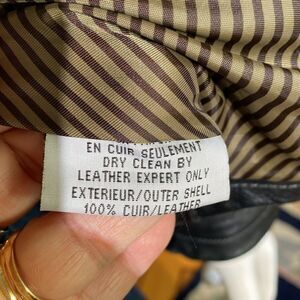 EN CUIR SEULEMENT
DRY CLEAN BY
LEATHER EXPERT ONLY
EXTERIEUR/OUTER SHELL
100% CUIR/LEATHER